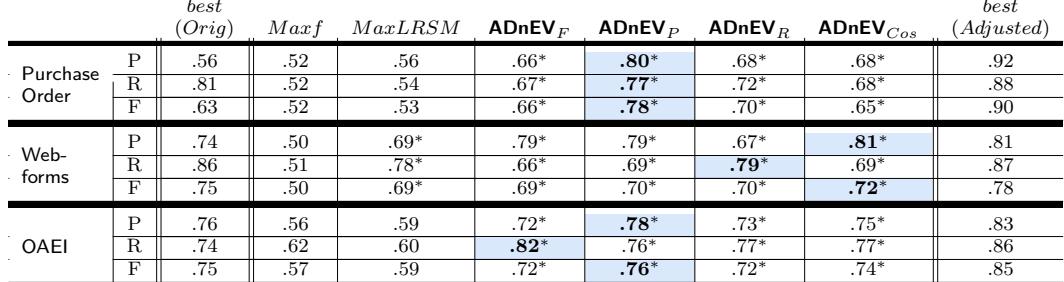 best best
(Orig) Maxf MaxLRSM ADnEV_F ADnEV_P ADnEV_R ADnEV_Cos (Adjusted)
P .56 .52 .56 .66* .80* .68* .68* .92
Purchase Order R .81 .52 .54 .67* .77* .72* .68* .88
F .63 .52 .53 .66* .78* .70* .65* .90
P .74 .50 .69* .79* .79* .67* .81* .81
Web-forms R .86 .51 .78* .66* .69* .79* .69* .87
F .75 .50 .69* .69* .70* .70* .72* .78
P .76 .56 .59 .72* .78* .73* .75* .83
OAEI R .74 .62 .60 .82* .76* .77* .77* .86
F .75 .57 .59 .72* .76* .72* .74* .85